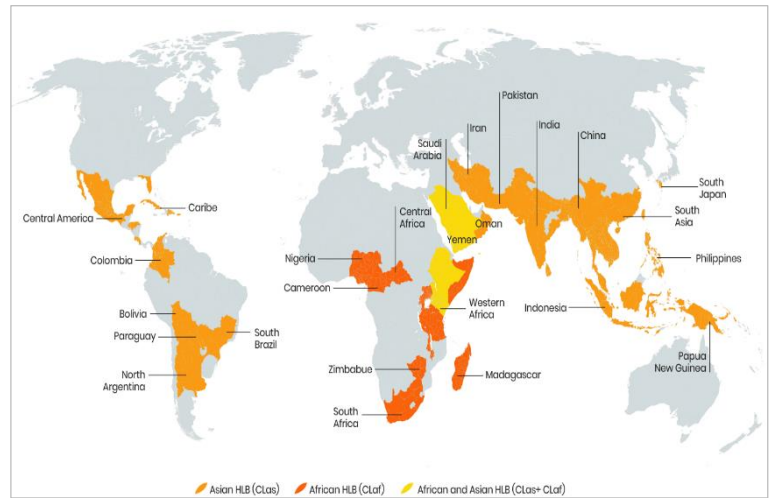 Pakistan
Iran
India
Saudi
Arabia
China
South
Japan
Central America
Caribe
Central
Africa
South
Asia
Oman
Yemen
Colombia
Nigeria
Philippines
Cameroon
Western
Africa
Indonesia
Bolivia
Paraguay
South
Brazil
North
Argentina
Zimbabue
Madagascar
Papua
New Guinea
South
Africa
Asian HLB (CLas)
African HLB (CLaf)
African and Asian HLB (CLas+ CLaf)